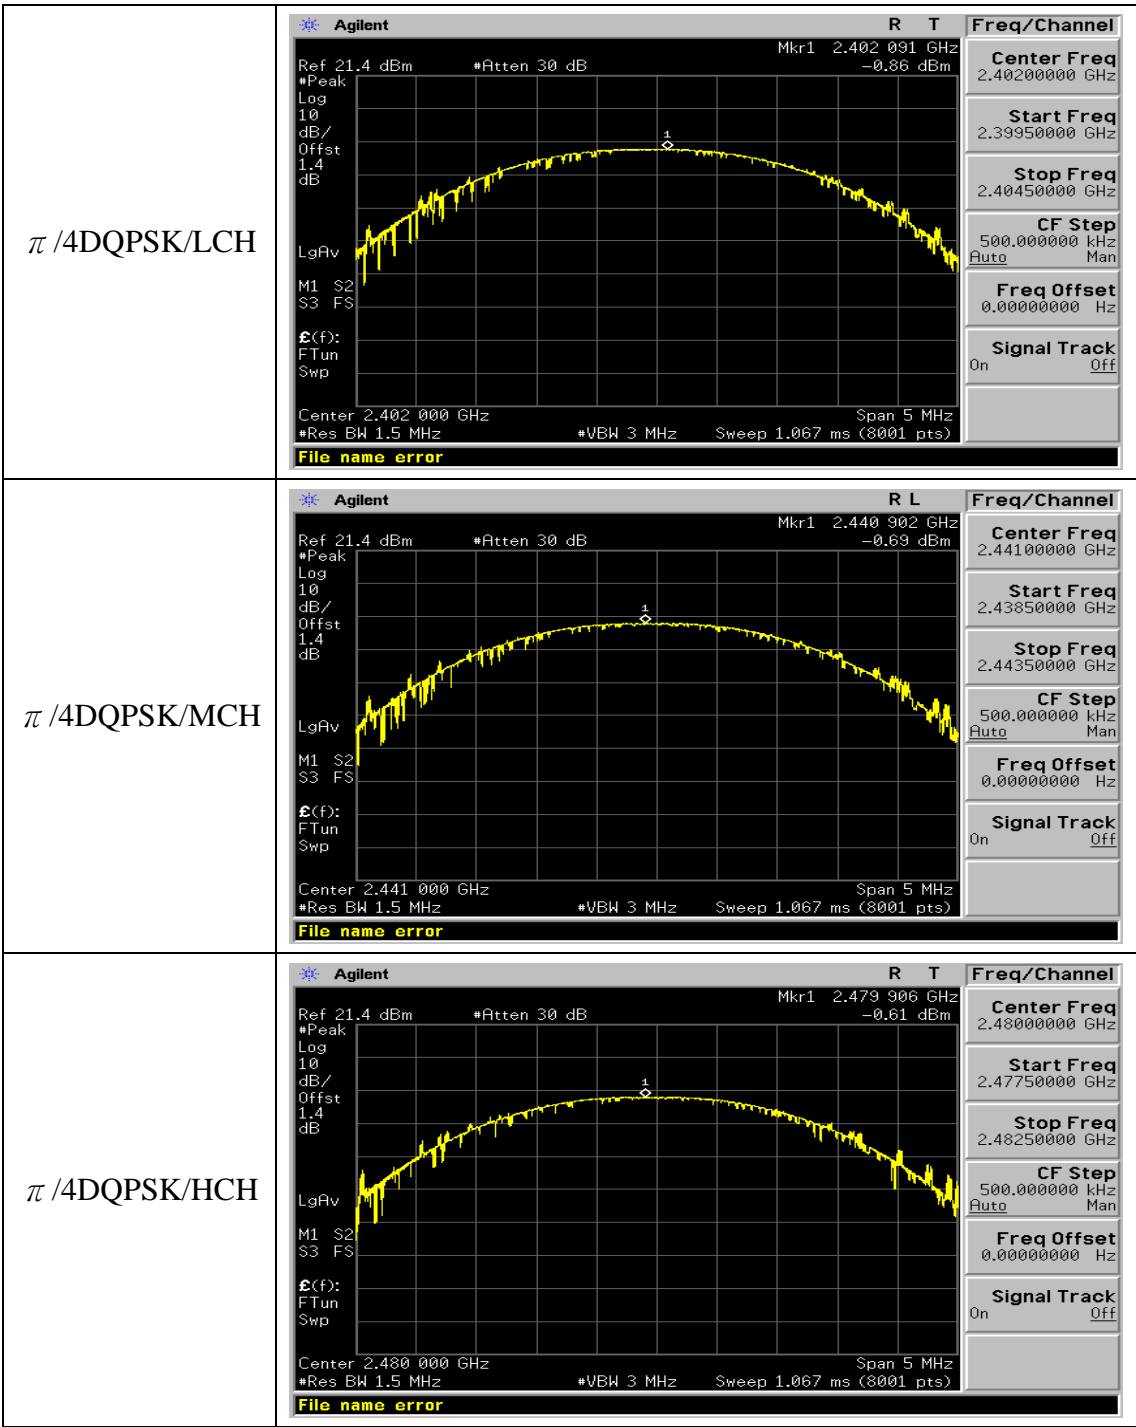 π/4DQPSK/LCH
Agilent R T
Mkr1 2.402 091 GHz
Ref 21.4 dBm #Atten 30 dB -0.86 dBm
#Peak
Log
10
dB/
Offst
1.4
dB
1
LgAv
M1 S2
S3 FS
£(f):
FTun
Swp
Center 2.402 000 GHz Span 5 MHz
#Res BW 1.5 MHz #VBW 3 MHz Sweep 1.067 ms (8001 pts)
File name error
Freq/Channel
Center Freq
2.40200000 GHz
Start Freq
2.39950000 GHz
Stop Freq
2.40450000 GHz
CF Step
500.000000 kHz
Auto Man
Freq Offset
0.00000000 Hz
Signal Track
On Off
π/4DQPSK/MCH
Agilent R L
Mkr1 2.440 902 GHz
Ref 21.4 dBm #Atten 30 dB -0.69 dBm
#Peak
Log
10
dB/
Offst
1.4
dB
1
LgAv
M1 S2
S3 FS
£(f):
FTun
Swp
Center 2.441 000 GHz Span 5 MHz
#Res BW 1.5 MHz #VBW 3 MHz Sweep 1.067 ms (8001 pts)
File name error
Freq/Channel
Center Freq
2.44100000 GHz
Start Freq
2.43850000 GHz
Stop Freq
2.44350000 GHz
CF Step
500.000000 kHz
Auto Man
Freq Offset
0.00000000 Hz
Signal Track
On Off
π/4DQPSK/HCH
Agilent R T
Mkr1 2.479 906 GHz
Ref 21.4 dBm #Atten 30 dB -0.61 dBm
#Peak
Log
10
dB/
Offst
1.4
dB
1
LgAv
M1 S2
S3 FS
£(f):
FTun
Swp
Center 2.480 000 GHz Span 5 MHz
#Res BW 1.5 MHz #VBW 3 MHz Sweep 1.067 ms (8001 pts)
File name error
Freq/Channel
Center Freq
2.48000000 GHz
Start Freq
2.47750000 GHz
Stop Freq
2.48250000 GHz
CF Step
500.000000 kHz
Auto Man
Freq Offset
0.00000000 Hz
Signal Track
On Off